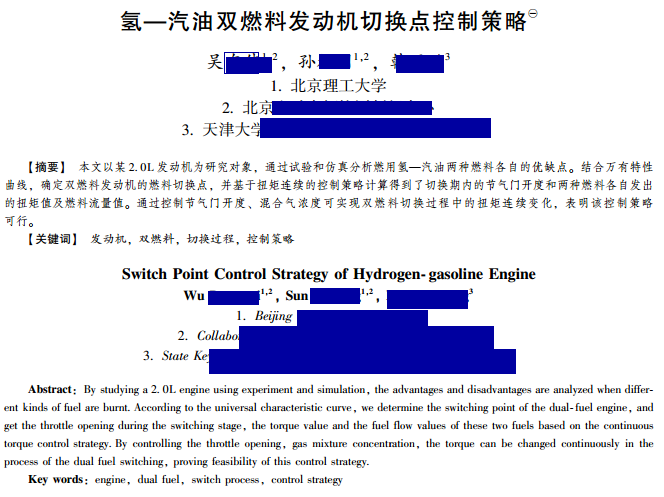 氢—汽油双燃料发动机切换点控制策略㊀
吴 1,2，孙 1,2， 3
1. 北京理工大学
2. 北京
3. 天津大学
【摘要】 本文以某 2.0L 发动机为研究对象，通过试验和仿真分析燃用氢—汽油两种燃料各自的优缺点。结合万有特性
曲线，确定双燃料发动机的燃料切换点，并基于扭矩连续的控制策略计算得到了切换期内的节气门开度和两种燃料各自发出
的扭矩值及燃料流量值。通过控制节气门开度、混合气浓度可实现双燃料切换过程中的扭矩连续变化，表明该控制策略
可行。
【关键词】 发动机，双燃料，切换过程，控制策略
Switch Point Control Strategy of Hydrogen-gasoline Engine
Wu 1,2, Sun 1,2, 3
1. Beijing
2.
3. State
Abstract: By studying a 2.0L engine using experiment and simulation, the advantages and disadvantages are analyzed when differ-
ent kinds of fuel are burnt. According to the universal characteristic curve, we determine the switching point of the dual-fuel engine, and
get the throttle opening during the switching stage, the torque value and the fuel flow values of these two fuels based on the continuous
torque control strategy. By controlling the throttle opening, gas mixture concentration, the torque can be changed continuously in the
process of the dual fuel switching, proving feasibility of this control strategy.
Key words: engine, dual fuel, switch process, control strategy